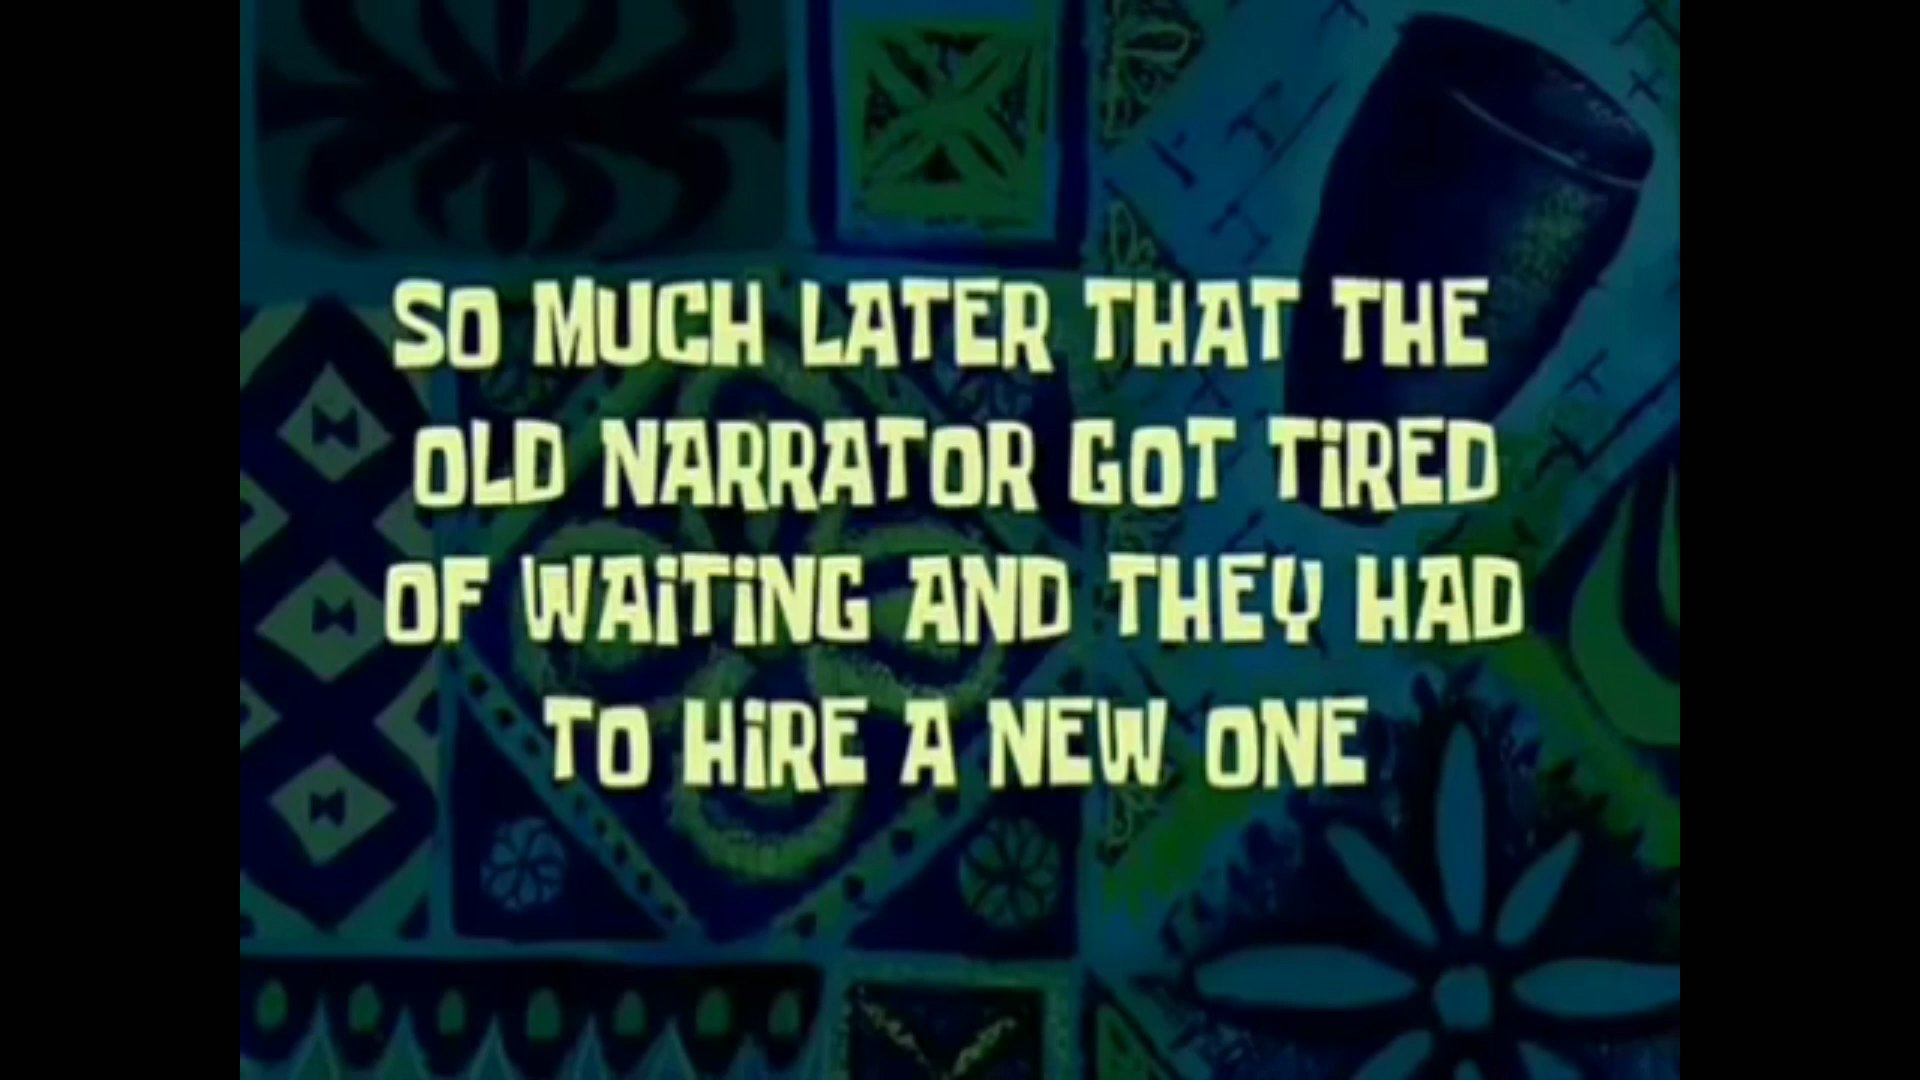 SO MUCH LATER THAT THE
OLD NARRATOR GOT TIRED
OF WAITING AND THEY HAD
TO HIRE A NEW ONE